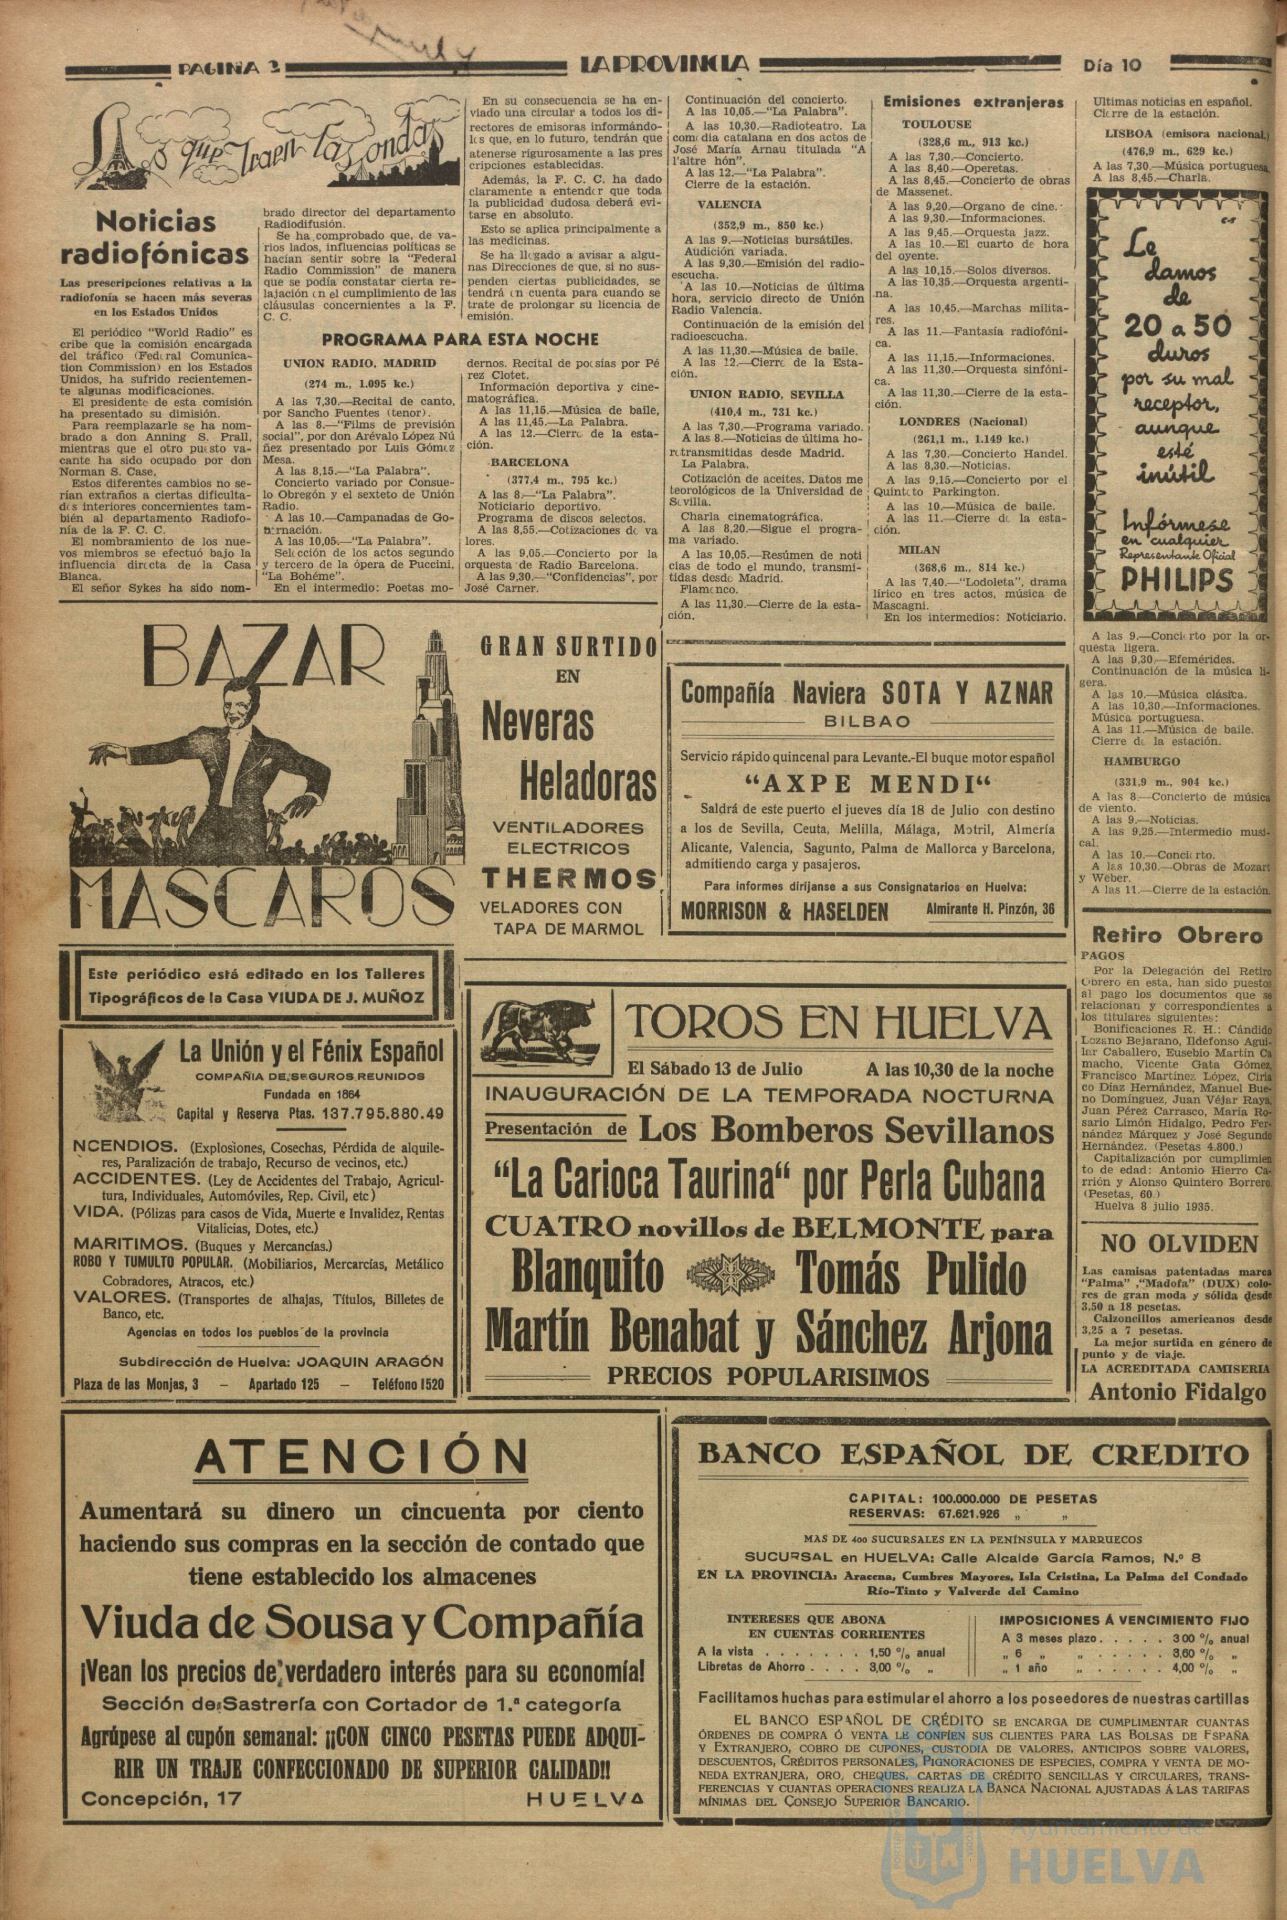 PAGINA 2
LA PROVINCIA
Día 10
Lo que traen las ondas
Noticias
radiofónicas
Las prescripciones relativas a la
radiofonía se hacen más severas
en los Estados Unidos
El periódico "World Radio" es
cribe que la comisión encargada
del tráfico (Federal Comunica-
tion Commission) en los Estados
Unidos, ha sufrido recientemen-
te algunas modificaciones.
El presidente de esta comisión
ha presentado su dimisión.
Para reemplazarle se ha nom-
brado a don Anning S. Prall,
mientras que el otro puesto va-
cante ha sido ocupado por don
Norman S. Case.
Estos diferentes cambios no se-
rían extraños a ciertas dificulta-
des interiores concernientes tam-
bién al departamento Radiofo-
nía de la F. C. C.
El nombramiento de los nue-
vos miembros se efectuó bajo la
influencia directa de la Casa
Blanca.
El señor Sykes ha sido nom-
brado director del departamento
Radiodifusión.
Se ha comprobado que, de va-
rios lados, influencias políticas se
hacían sentir sobre la "Federal
Radio Commission" de manera
que se podía constatar cierta re-
lajación en el cumplimiento de las
cláusulas concernientes a la F.
C. C.
En su consecuencia se ha en-
viado una circular a todos los di-
rectores de emisoras informándo-
les que, en lo futuro, tendrán que
atenerse rigurosamente a las pres
cripciones establecidas.
Además, la F. C. C. ha dado
claramente a entender que toda
la publicidad dudosa deberá evi-
tarse en absoluto.
Esto se aplica principalmente a
las medicinas.
Se ha llegado a avisar a algu-
nas Direcciones de que, si no sus-
penden ciertas publicidades, se
tendrá en cuenta para cuando se
trate de prolongar su licencia de
emisión.
PROGRAMA PARA ESTA NOCHE
UNION RADIO, MADRID
(274 m., 1.095 kc.)
A las 7,30.—Recital de canto,
por Sancho Fuentes (tenor).
A las 8.—"Films de previsión
social", por don Arévalo López Nú
ñez presentado por Luis Gómez
Mesa.
A las 8,15.—"La Palabra".
Concierto variado por Consue-
lo Obregón y el sexteto de Unión
Radio.
A las 10.—Campanadas de Go-
bernación.
A las 10,05.—"La Palabra".
Selección de los actos segundo
y tercero de la ópera de Puccini,
"La Bohéme".
En el intermedio: Poetas mo-
dernos. Recital de poesías por Pé
rez Clotet.
Información deportiva y cine-
matográfica.
A las 11,15.—Música de baile,
A las 11,45.—La Palabra.
A las 12.—Cierre de la esta-
ción.
BARCELONA
(377,4 m., 795 kc.)
A las 8.—"La Palabra".
Noticiario deportivo.
Programa de discos selectos.
A las 8,55.—Cotizaciones de va
lores.
A las 9,05.—Concierto por la
orquesta de Radio Barcelona.
A las 9,30.—"Confidencias", por
José Carner.
Continuación del concierto.
A las 10,05.—"La Palabra".
A las 10,30.—Radioteatro. La
comedia catalana en dos actos de
José María Arnau titulada "A
l'altre hón".
A las 12.—"La Palabra".
Cierre de la estación.
VALENCIA
(352,9 m., 850 kc.)
A las 9.—Noticias bursátiles.
Audición variada.
A las 9,30.—Emisión del radio-
escucha.
A las 10.—Noticias de última
hora, servicio directo de Unión
Radio Valencia.
Continuación de la emisión del
radioescucha.
A las 11,30.—Música de baile.
A las 12.—Cierre de la Esta-
ción.
UNION RADIO, SEVILLA
(410,4 m., 731 kc.)
A las 7,30.—Programa variado.
A las 8.—Noticias de última ho-
retransmitidas desde Madrid.
La Palabra.
Cotización de aceites. Datos me
teorológicos de la Universidad de
Sevilla.
Charla cinematográfica.
A las 8,20.—Sigue el progra-
ma variado.
A las 10,05.—Resúmen de noti
cias de todo el mundo, transmi-
tidas desde Madrid.
Flamenco.
A las 11,30.—Cierre de la esta-
ción.
Emisiones extranjeras
TOULOUSE
(328,6 m., 913 kc.)
A las 7,30.—Concierto.
A las 8,40.—Operetas.
A las 8,45.—Concierto de obras
de Massenet.
A las 9,20.—Organo de cine.
A las 9,30.—Informaciones.
A las 9,45.—Orquesta jazz.
A las 10.—El cuarto de hora
del oyente.
A las 10,15.—Solos diversos.
A las 10,35.—Orquesta argenti-
na.
A las 10,45.—Marchas milita-
res.
A las 11.—Fantasía radiofóni-
ca.
A las 11,15.—Informaciones.
A las 11,30.—Orquesta sinfóni-
ca.
A las 11,30.—Cierre de la esta-
ción.
LONDRES (Nacional)
(261,1 m., 1.149 kc.)
A las 7,30.—Concierto Handel.
A las 8,30.—Noticias.
A las 9,15.—Concierto por el
Quinteto Parkington.
A las 10.—Música de baile.
A las 11.—Cierre de la esta-
ción.
MILAN
(368,6 m., 814 kc.)
A las 7,40.—"Lodoleta", drama
lírico en tres actos, música de
Mascagni.
En los intermedios: Noticiario.
Ultimas noticias en español.
Cierre de la estación.
LISBOA (emisora nacional)
(476,9 m., 629 kc.)
A las 7,30.—Música portuguesa
A las 8,45.—Charla.
Le
damos
de
20 a 50
duros
por su mal
receptor,
aunque
esté
inútil
Infórmese
en cualquier
Representante Oficial
PHILIPS
A las 9.—Concierto por la or-
questa ligera.
A las 9,30.—Efemérides.
Continuación de la música li-
gera.
A las 10.—Música clásica.
A las 10,30.—Informaciones.
Música portuguesa.
A las 11.—Música de baile.
Cierre de la estación.
HAMBURGO
(331,9 m., 904 kc.)
A las 8.—Concierto de música
de viento.
A las 9.—Noticias.
A las 9,25.—Intermedio musi-
cal.
A las 10.—Concierto.
A las 10,30.—Obras de Mozart
y Weber.
A las 11.—Cierre de la estación.
BAZAR
MASCAROS
GRAN SURTIDO
EN
Neveras
Heladoras
VENTILADORES
ELECTRICOS
THERMOS
VELADORES CON
TAPA DE MARMOL
Compañía Naviera SOTA Y AZNAR
BILBAO
Servicio rápido quincenal para Levante.-El buque motor español
"AXPE MENDI"
Saldrá de este puerto el jueves día 18 de Julio con destino
a los de Sevilla, Ceuta, Melilla, Málaga, Motril, Almería
Alicante, Valencia, Sagunto, Palma de Mallorca y Barcelona,
admitiendo carga y pasajeros.
Para informes diríjanse a sus Consignatarios en Huelva:
MORRISON & HASELDEN Almirante H. Pinzón, 36
Retiro Obrero
PAGOS
Por la Delegación del Retiro
Obrero en esta, han sido puestos
al pago los documentos que se
relacionan y correspondientes a
los titulares siguientes:
Bonificaciones R. H.: Cándido
Lozano Bejarano, Ildefonso Agui-
lar Caballero, Eusebio Martín Ca
macho, Vicente Gata Gómez,
Francisco Martínez López, Ciria
co Díaz Hernández, Manuel Bue-
no Domínguez, Juan Véjar Raya,
Juan Pérez Carrasco, María Ro-
sario Limón Hidalgo, Pedro Fer-
nández Márquez y José Segundo
Hernández. (Pesetas 4.800.)
Capitalización por cumplimien
to de edad: Antonio Hierro Ca-
rrión y Alonso Quintero Borrero.
(Pesetas, 60.)
Huelva 8 julio 1935.
Este periódico está editado en los Talleres
Tipográficos de la Casa VIUDA DE J. MUÑOZ
La Unión y el Fénix Español
COMPAÑIA DE SEGUROS REUNIDOS
Fundada en 1864
Capital y Reserva Ptas. 137.795.880.49
NCENDIOS. (Explosiones, Cosechas, Pérdida de alquile-
res, Paralización de trabajo, Recurso de vecinos, etc.)
ACCIDENTES. (Ley de Accidentes del Trabajo, Agricul-
tura, Individuales, Automóviles, Rep. Civil, etc)
VIDA. (Pólizas para casos de Vida, Muerte e Invalidez, Rentas
Vitalicias, Dotes, etc.)
MARITIMOS. (Buques y Mercancías.)
ROBO Y TUMULTO POPULAR. (Mobiliarios, Mercarcías, Metálico
Cobradores, Atracos, etc.)
VALORES. (Transportes de alhajas, Títulos, Billetes de
Banco, etc.
Agencias en todos los pueblos de la provincia
Subdirección de Huelva: JOAQUIN ARAGÓN
Plaza de las Monjas, 3 — Apartado 125 — Teléfono 1520
TOROS EN HUELVA
El Sábado 13 de Julio A las 10,30 de la noche
INAUGURACIÓN DE LA TEMPORADA NOCTURNA
Presentación de Los Bomberos Sevillanos
"La Carioca Taurina" por Perla Cubana
CUATRO novillos de BELMONTE para
Blanquito Tomás Pulido
Martín Benabat y Sánchez Arjona
PRECIOS POPULARISIMOS
NO OLVIDEN
Las camisas patentadas marca
"Palma" ,"Madofa" (DUX) colo-
res de gran moda y sólida desde
3,50 a 18 pesetas.
Calzoncillos americanos desde
3,25 a 7 pesetas.
La mejor surtida en género de
punto y de viaje.
LA ACREDITADA CAMISERIA
Antonio Fidalgo
ATENCIÓN
Aumentará su dinero un cincuenta por ciento
haciendo sus compras en la sección de contado que
tiene establecido los almacenes
Viuda de Sousa y Compañía
¡Vean los precios de verdadero interés para su economía!
Sección de Sastrería con Cortador de 1.ª categoría
Agrúpese al cupón semanal: ¡¡CON CINCO PESETAS PUEDE ADQUI-
RIR UN TRAJE CONFECCIONADO DE SUPERIOR CALIDAD!!
Concepción, 17 HUELVA
BANCO ESPAÑOL DE CREDITO
CAPITAL: 100.000.000 DE PESETAS
RESERVAS: 67.621.926 " "
MAS DE 400 SUCURSALES EN LA PENÍNSULA Y MARRUECOS
SUCURSAL en HUELVA: Calle Alcalde García Ramos, N.º 8
EN LA PROVINCIA: Aracena, Cumbres Mayores, Isla Cristina, La Palma del Condado
Río-Tinto y Valverde del Camino
INTERESES QUE ABONA
EN CUENTAS CORRIENTES
A la vista . . . . . . . 1,50 % anual
Libretas de Ahorro . . . . 3,00 % "
IMPOSICIONES Á VENCIMIENTO FIJO
A 3 meses plazo . . . . . 3 00 % anual
" 6 " " . . . . . 3,60 % "
" 1 año " . . . . . 4,00 % "
Facilitamos huchas para estimular el ahorro a los poseedores de nuestras cartillas
EL BANCO ESPAÑOL DE CRÉDITO SE ENCARGA DE CUMPLIMENTAR CUANTAS
ÓRDENES DE COMPRA Ó VENTA LE CONFÍEN SUS CLIENTES PARA LAS BOLSAS DE ESPAÑA
Y EXTRANJERO, COBRO DE CUPONES, CUSTODIA DE VALORES, ANTICIPOS SOBRE VALORES,
DESCUENTOS, CRÉDITOS PERSONALES, PIGNORACIONES DE ESPECIES, COMPRA Y VENTA DE MO-
NEDA EXTRANJERA, ORO, CHEQUES, CARTAS DE CRÉDITO SENCILLAS Y CIRCULARES, TRANS-
FERENCIAS Y CUANTAS OPERACIONES REALIZA LA BANCA NACIONAL AJUSTADAS Á LAS TARIFAS
MÍNIMAS DEL CONSEJO SUPERIOR BANCARIO.
Ayuntamiento de
HUELVA